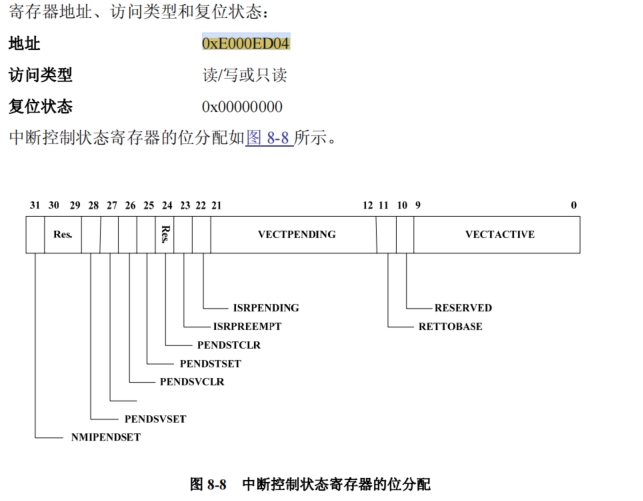 寄存器地址、访问类型和复位状态：
地址 0xE000ED04
访问类型 读/写或只读
复位状态 0x00000000
中断控制状态寄存器的位分配如图 8-8 所示。
31 30 29 28 27 26 25 24 23 22 21 12 11 10 9 0
Res. Res. VECTPENDING VECTACTIVE
ISRPENDING RESERVED
ISRPREEMPT RETTOBASE
PENDSTCLR
PENDSTSET
PENDSVCLR
PENDSVSET
NMIPENDSET
图 8-8 中断控制状态寄存器的位分配